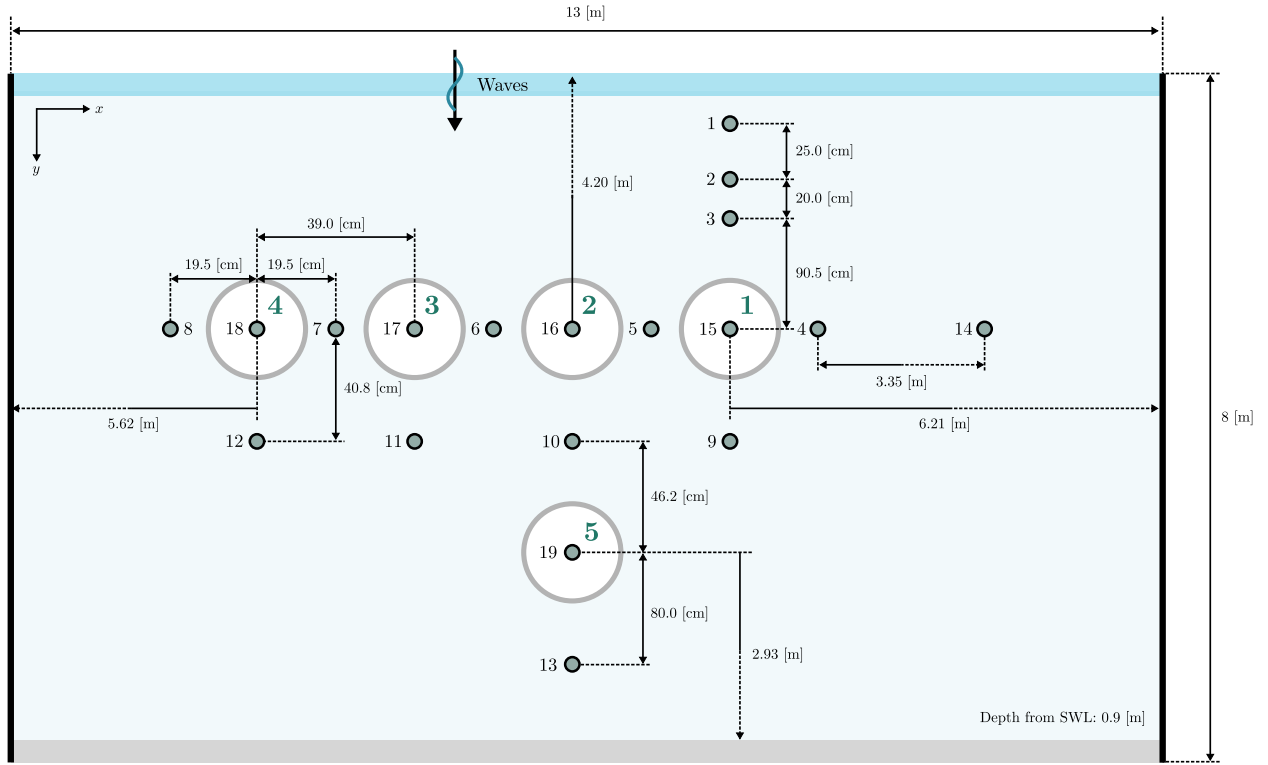 13 [m]
Waves
x
y
1
25.0 [cm]
2
4.20 [m]
20.0 [cm]
3
39.0 [cm]
19.5 [cm]
19.5 [cm]
90.5 [cm]
4
3
2
1
8
18
7
17
6
16
5
15
4
14
3.35 [m]
40.8 [cm]
5.62 [m]
6.21 [m]
8 [m]
12
11
10
9
46.2 [cm]
5
19
80.0 [cm]
2.93 [m]
13
Depth from SWL: 0.9 [m]